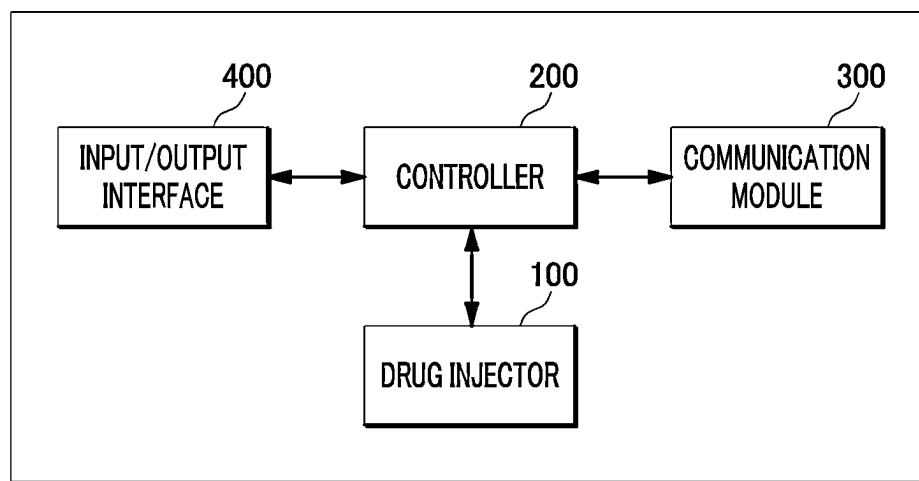 400
200
300
INPUT/OUTPUT
INTERFACE
CONTROLLER
COMMUNICATION
MODULE
100
DRUG INJECTOR